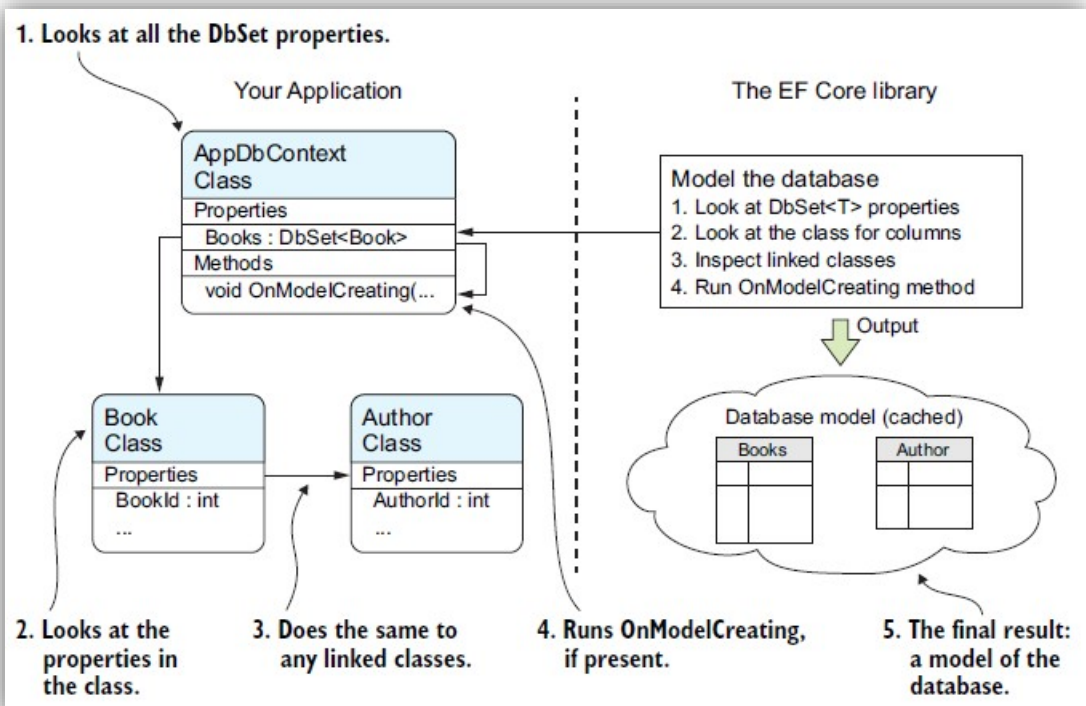 1. Looks at all the DbSet properties.
Your Application
The EF Core library
AppDbContext
Class
Properties
Books : DbSet<Book>
Methods
void OnModelCreating(...
Model the database
1. Look at DbSet<T> properties
2. Look at the class for columns
3. Inspect linked classes
4. Run OnModelCreating method
Output
Book
Class
Properties
BookId : int
...
Author
Class
Properties
AuthorId : int
...
Database model (cached)
Books
Author
2. Looks at the
properties in
the class.
3. Does the same to
any linked classes.
4. Runs OnModelCreating,
if present.
5. The final result:
a model of the
database.